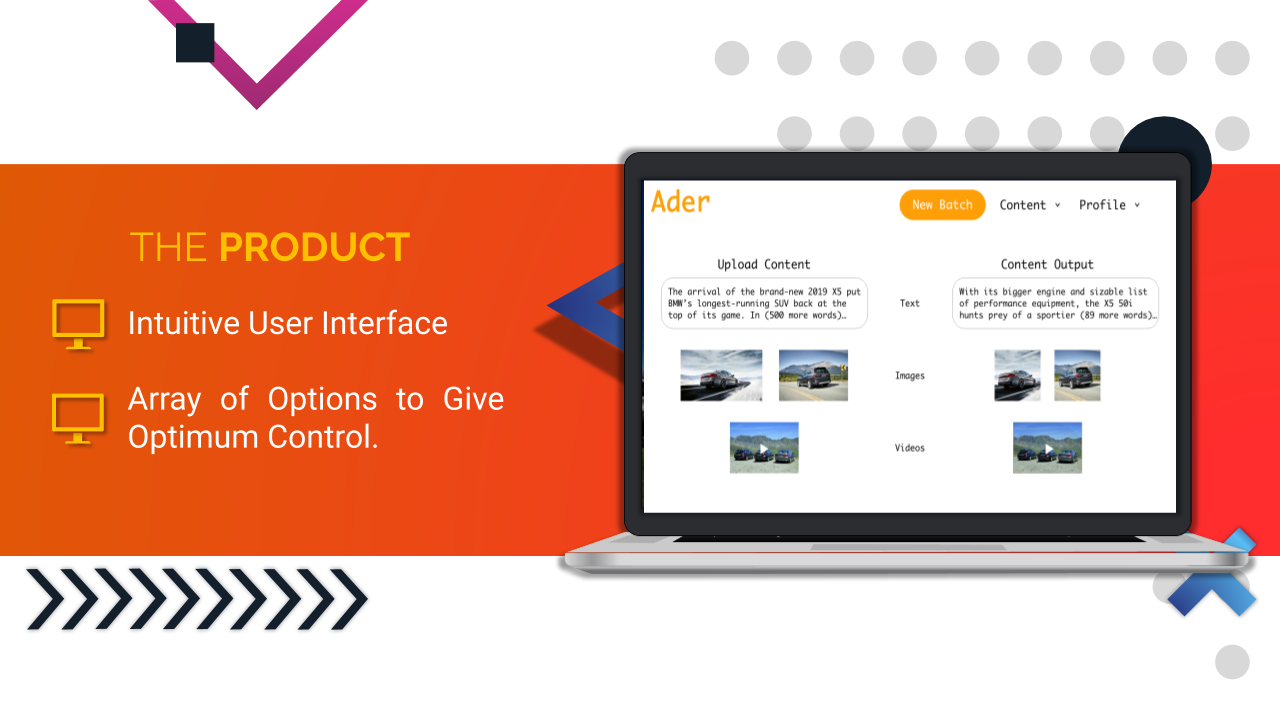 THE PRODUCT
Intuitive User Interface
Array of Options to Give
Optimum Control.
Ader
New Batch
Content
Profile
Upload Content
Content Output
The arrival of the brand-new 2019 X5 put
BMW's longest-running SUV back at the
top of its game. In (500 more words)…
Text
With its bigger engine and sizable list
of performance equipment, the X5 50i
hunts prey of a sportier (89 more words)…
Images
Videos